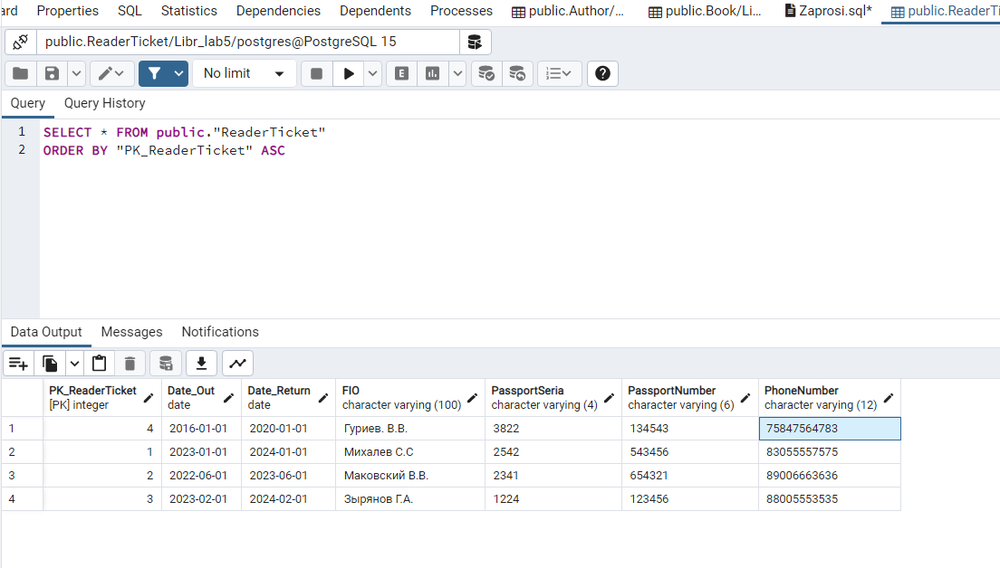 ard Properties SQL Statistics Dependencies Dependents Processes public.Author/... public.Book/Li... Zaprosi.sql* public.ReaderTi
public.ReaderTicket/Libr_lab5/postgres@PostgreSQL 15
No limit E
Query Query History
1 SELECT * FROM public."ReaderTicket"
2 ORDER BY "PK_ReaderTicket" ASC
Data Output Messages Notifications
PK_ReaderTicket Date_Out Date_Return FIO PassportSeria PassportNumber PhoneNumber
[PK] integer date date character varying (100) character varying (4) character varying (6) character varying (12)
1 4 2016-01-01 2020-01-01 Гуриев. В.В. 3822 134543 75847564783
2 1 2023-01-01 2024-01-01 Михалев С.С 2542 543456 83055557575
3 2 2022-06-01 2023-06-01 Маковский В.В. 2341 654321 89006663636
4 3 2023-02-01 2024-02-01 Зырянов Г.А. 1224 123456 88005553535